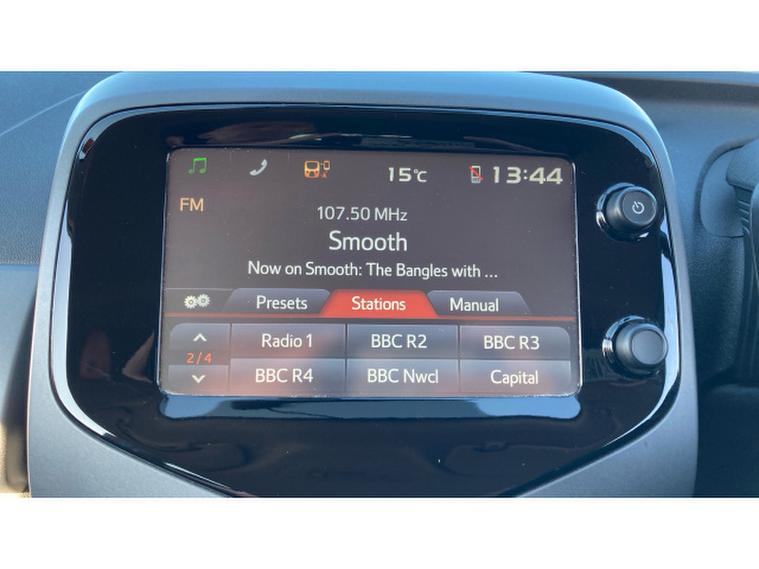 15°C 13:44
FM
107.50 MHz
Smooth
Now on Smooth: The Bangles with ...
Presets Stations Manual
Radio 1 BBC R2 BBC R3
2/4
BBC R4 BBC Nwcl Capital